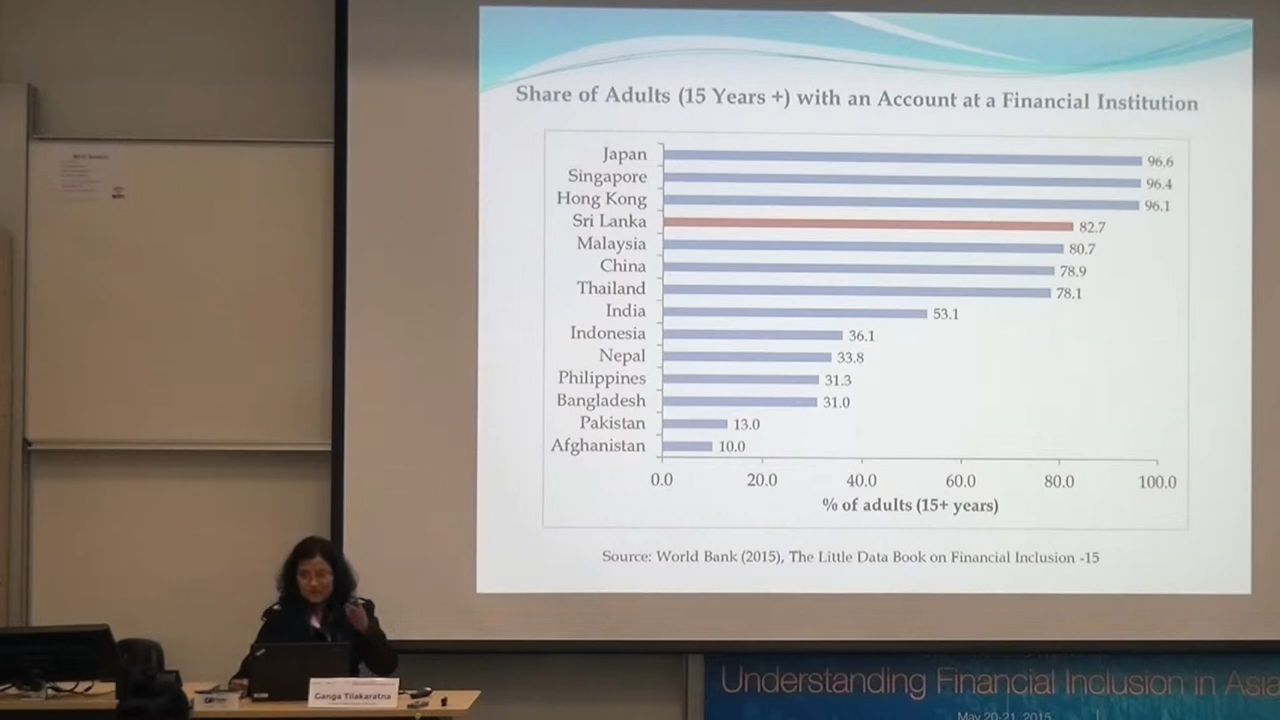 Share of Adults (15 Years +) with an Account at a Financial Institution
Japan 96.6
Singapore 96.4
Hong Kong 96.1
Sri Lanka 82.7
Malaysia 80.7
China 78.9
Thailand 78.1
India 53.1
Indonesia 36.1
Nepal 33.8
Philippines 31.3
Bangladesh 31.0
Pakistan 13.0
Afghanistan 10.0
0.0 20.0 40.0 60.0 80.0 100.0
% of adults (15+ years)
Source: World Bank (2015), The Little Data Book on Financial Inclusion -15
Ganga Tilakaratna
Understanding Financial Inclusion in Asia
May 20-21, 2015